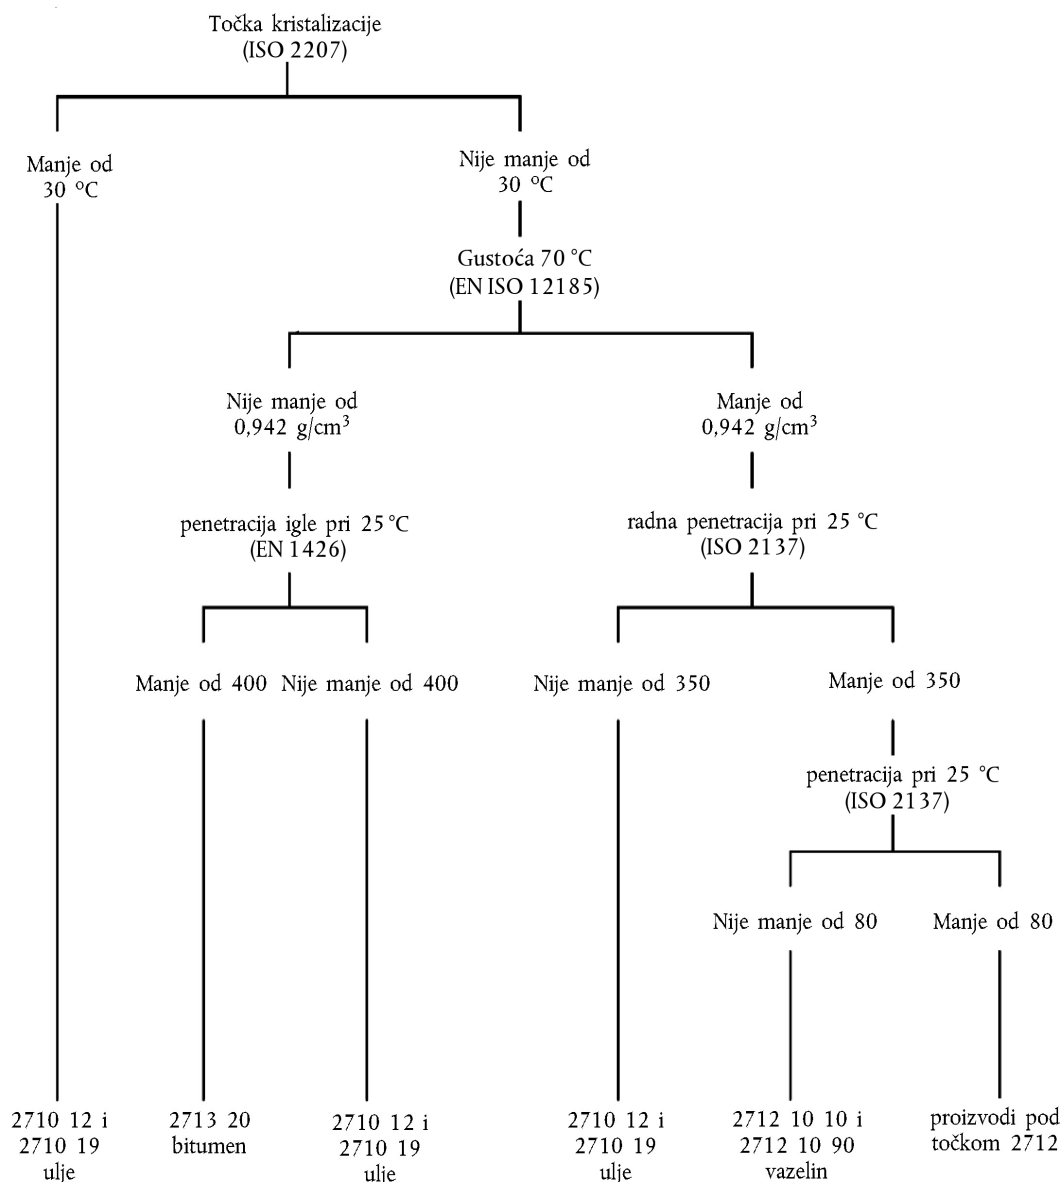 Točka kristalizacije
(ISO 2207)
Manje od
30 °C
Nije manje od
30 °C
Gustoća 70 °C
(EN ISO 12185)
Nije manje od
0,942 g/cm³
Manje od
0,942 g/cm³
penetracija igle pri 25 °C
(EN 1426)
radna penetracija pri 25 °C
(ISO 2137)
Manje od 400
Nije manje od 400
Nije manje od 350
Manje od 350
penetracija pri 25 °C
(ISO 2137)
Nije manje od 80
Manje od 80
2710 12 i
2710 19
ulje
2713 20
bitumen
2710 12 i
2710 19
ulje
2710 12 i
2710 19
ulje
2712 10 10 i
2712 10 90
vazelin
proizvodi pod
točkom 2712